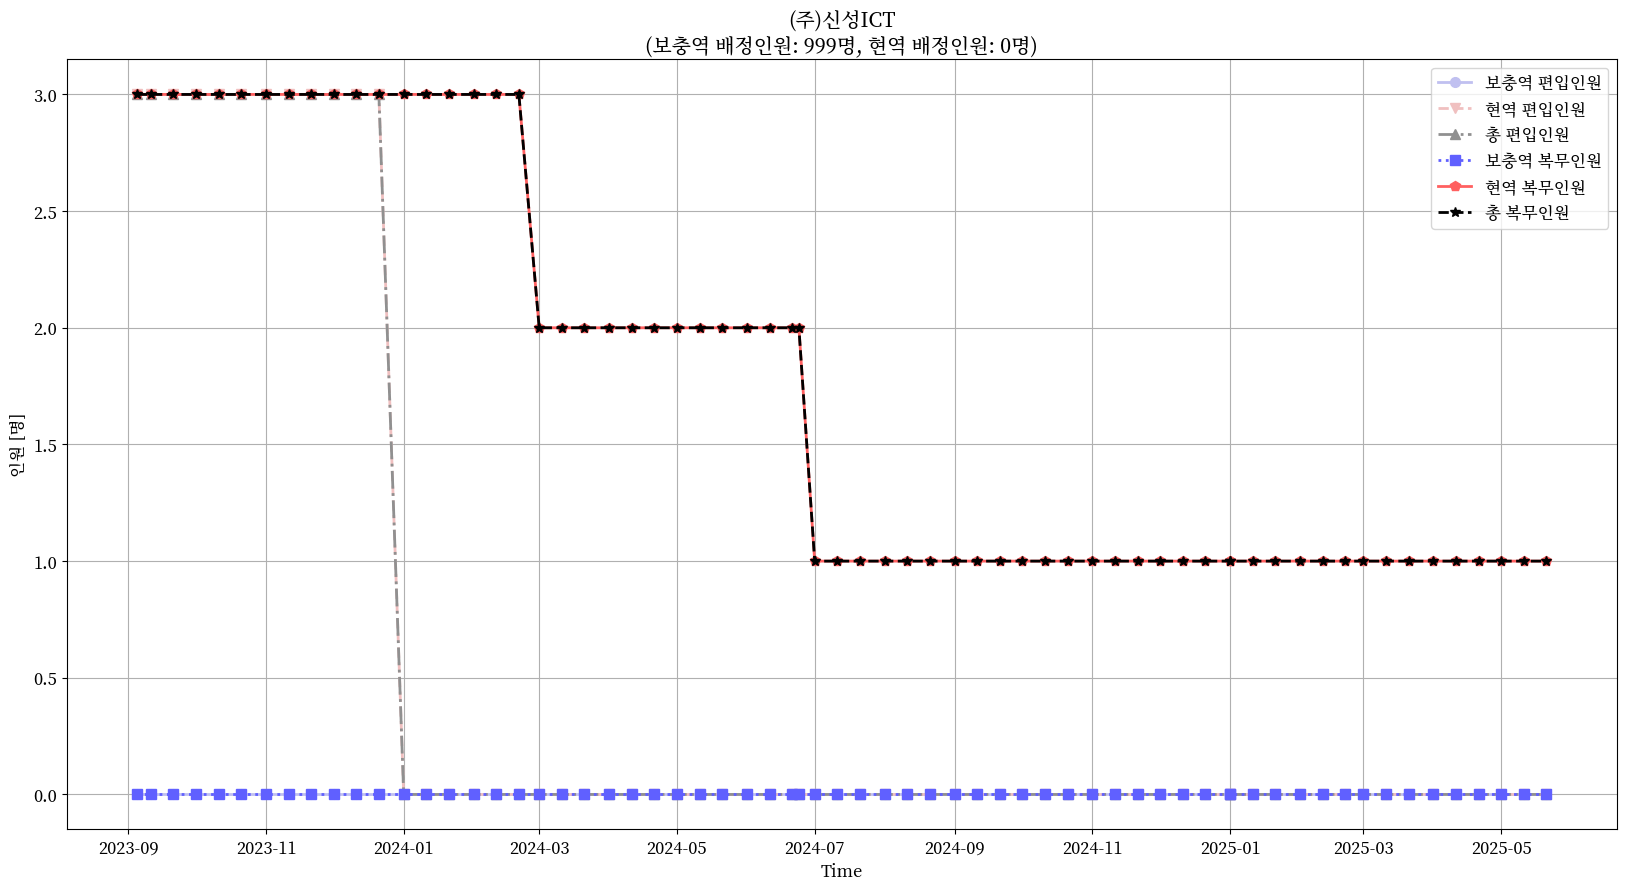 (주)신성ICT
(보충역 배정인원: 999명, 현역 배정인원: 0명)
보충역 편입인원
현역 편입인원
총 편입인원
보충역 복무인원
현역 복무인원
총 복무인원
인원 [명]
3.0
2.5
2.0
1.5
1.0
0.5
0.0
2023-09 2023-11 2024-01 2024-03 2024-05 2024-07 2024-09 2024-11 2025-01 2025-03 2025-05
Time